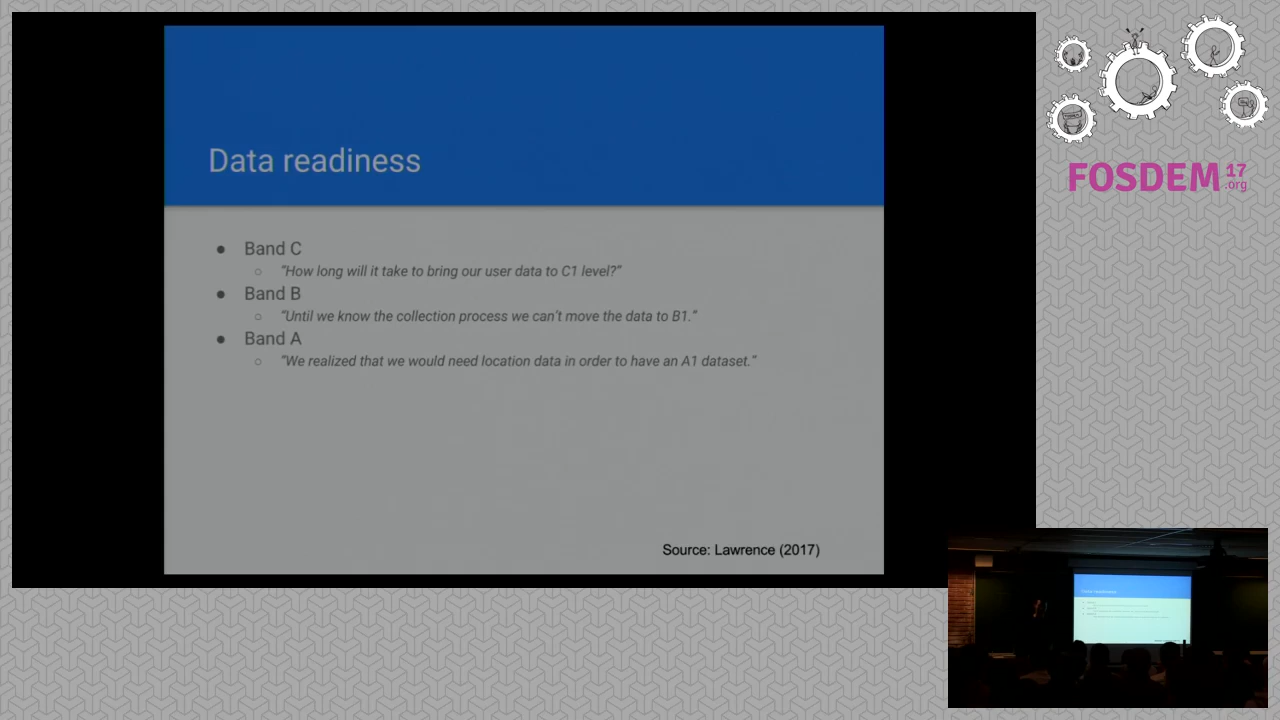 Data readiness
● Band C
○ "How long will it take to bring our user data to C1 level?"
● Band B
○ "Until we know the collection process we can't move the data to B1."
● Band A
○ "We realized that we would need location data in order to have an A1 dataset."
Source: Lawrence (2017)
FOSDEM 17
.org